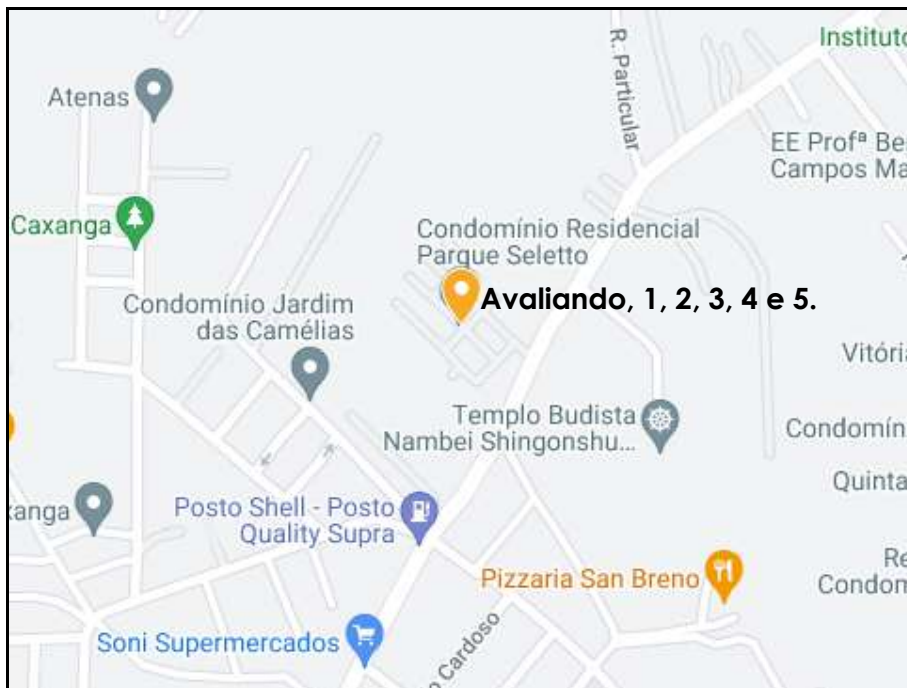 R. Particular
Instituto
Atenas
EE Profª Be
Campos Ma
Caxanga
Condomínio Residencial
Parque Seletto
Avaliando, 1, 2, 3, 4 e 5.
Condomínio Jardim
das Camélias
Vitória
Templo Budista
Nambei Shingonshu...
Condomín
Quinta
xanga
Posto Shell - Posto
Quality Supra
Re
Condom
Pizzaria San Breno
Soni Supermercados
o Cardoso